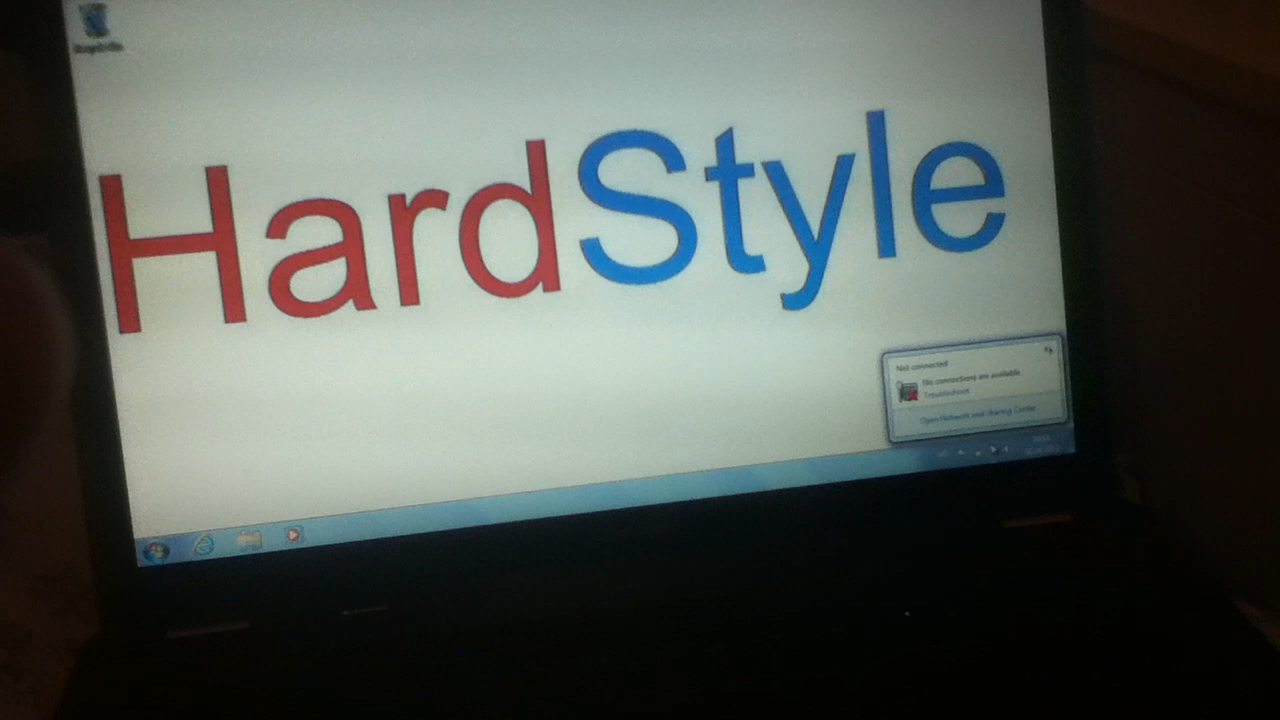 HardStyle
Not connected
No connections are available
Troubleshoot
Open Network and Sharing Center